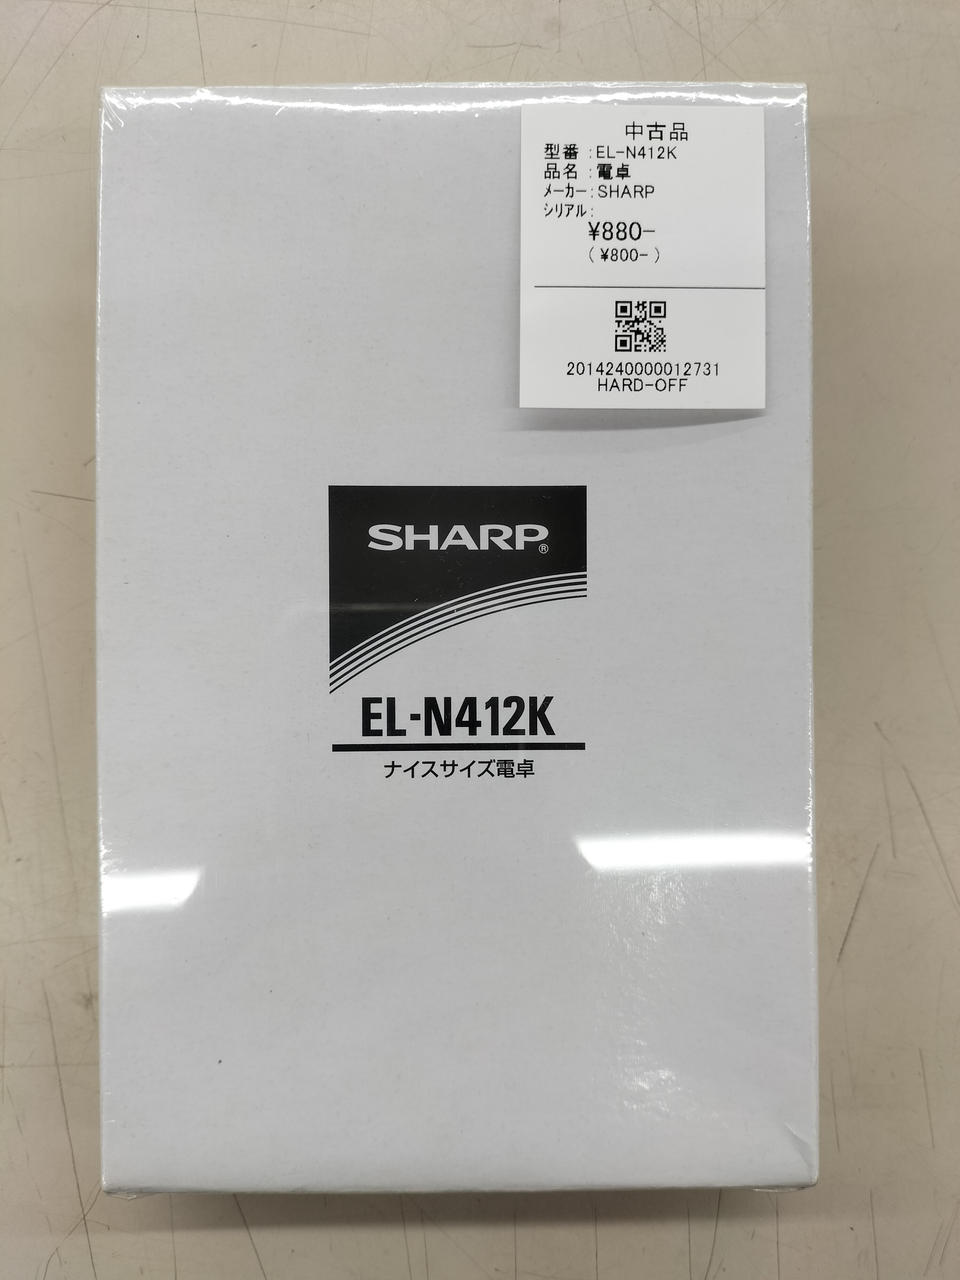 中古品
型番 :EL-N412K
品名 :電卓
ﾒｰｶｰ:SHARP
ｼﾘｱﾙ:
¥880-
(¥800-)
2014240000012731
HARD-OFF
SHARP®
EL-N412K
ナイスサイズ電卓